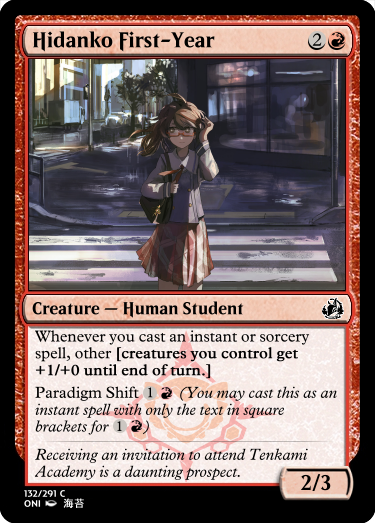 Hidanko First-Year 2
Creature — Human Student
Whenever you cast an instant or sorcery
spell, other [creatures you control get
+1/+0 until end of turn.]
Paradigm Shift 1 (You may cast this as
an instant spell with only the text in square
brackets for 1 )
Receiving an invitation to attend Tenkami
Academy is a daunting prospect.
2/3
132/291 C
ONI 海苔